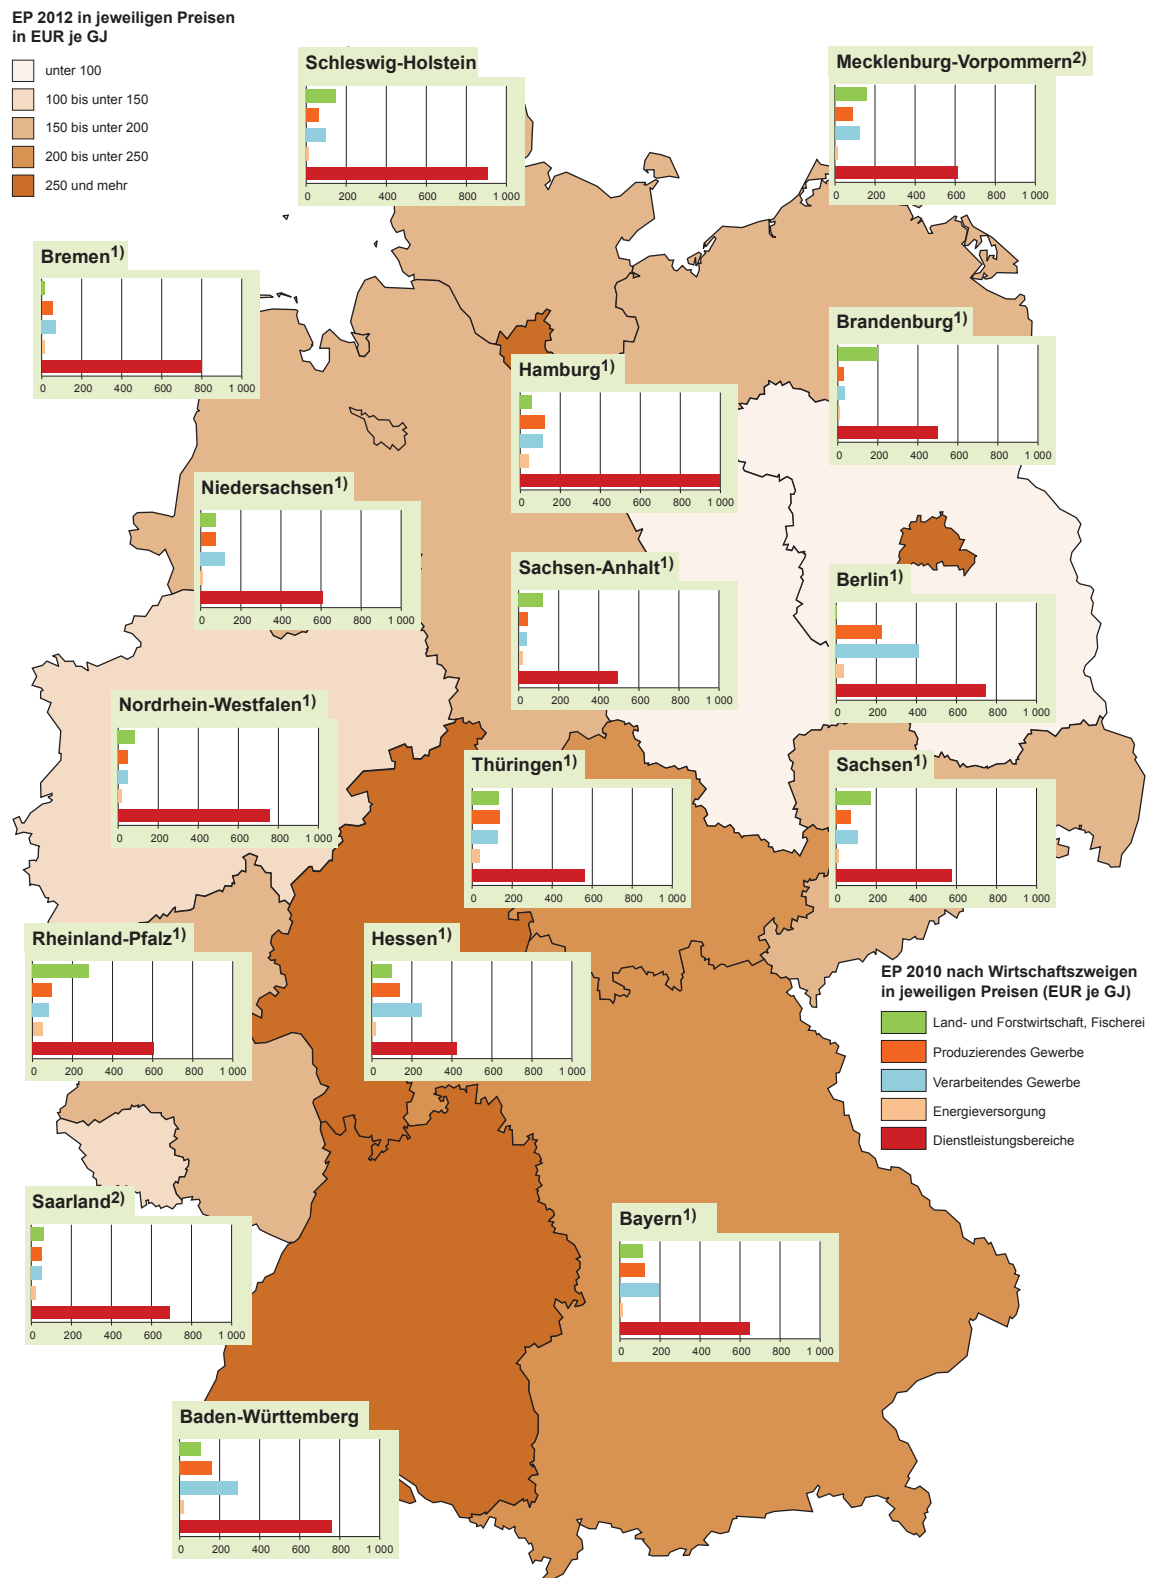 EP 2012 in jeweiligen Preisen
in EUR je GJ
unter 100
100 bis unter 150
150 bis unter 200
200 bis unter 250
250 und mehr
Schleswig-Holstein
0 200 400 600 800 1 000
Mecklenburg-Vorpommern2)
0 200 400 600 800 1 000
Bremen1)
0 200 400 600 800 1 000
Brandenburg1)
0 200 400 600 800 1 000
Hamburg1)
0 200 400 600 800 1 000
Niedersachsen1)
0 200 400 600 800 1 000
Sachsen-Anhalt1)
0 200 400 600 800 1 000
Berlin1)
0 200 400 600 800 1 000
Nordrhein-Westfalen1)
0 200 400 600 800 1 000
Thüringen1)
0 200 400 600 800 1 000
Sachsen1)
0 200 400 600 800 1 000
Rheinland-Pfalz1)
0 200 400 600 800 1 000
Hessen1)
0 200 400 600 800 1 000
EP 2010 nach Wirtschaftszweigen
in jeweiligen Preisen (EUR je GJ)
Land- und Forstwirtschaft, Fischerei
Produzierendes Gewerbe
Verarbeitendes Gewerbe
Energieversorgung
Dienstleistungsbereiche
Saarland2)
0 200 400 600 800 1 000
Bayern1)
0 200 400 600 800 1 000
Baden-Württemberg
0 200 400 600 800 1 000